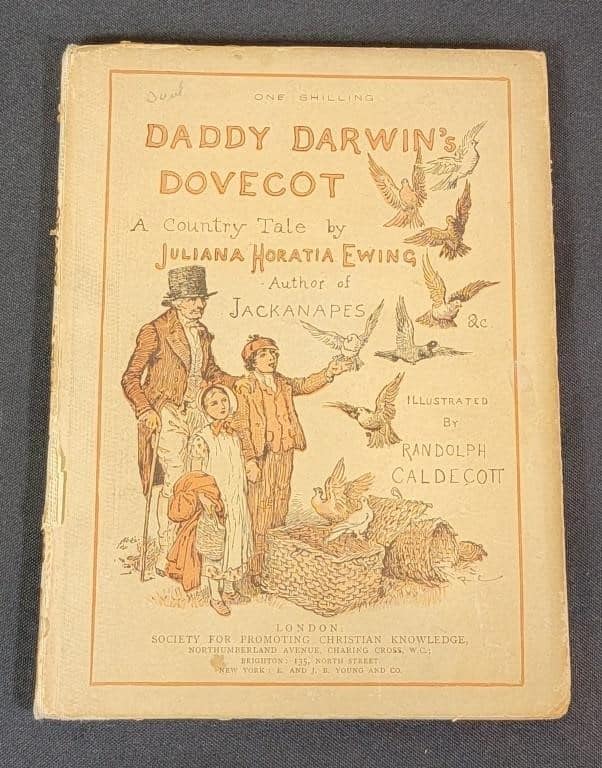 ONE SHILLING
DADDY DARWIN'S
DOVECOT
A Country Tale by
JULIANA HORATIA EWING
Author of
JACKANAPES
&c.
ILLUSTRATED
BY
RANDOLPH
CALDECOTT
R C
LONDON:
SOCIETY FOR PROMOTING CHRISTIAN KNOWLEDGE,
NORTHUMBERLAND AVENUE, CHARING CROSS, W.C.;
BRIGHTON: 135, NORTH STREET.
NEW YORK: E. AND J. B. YOUNG AND CO.